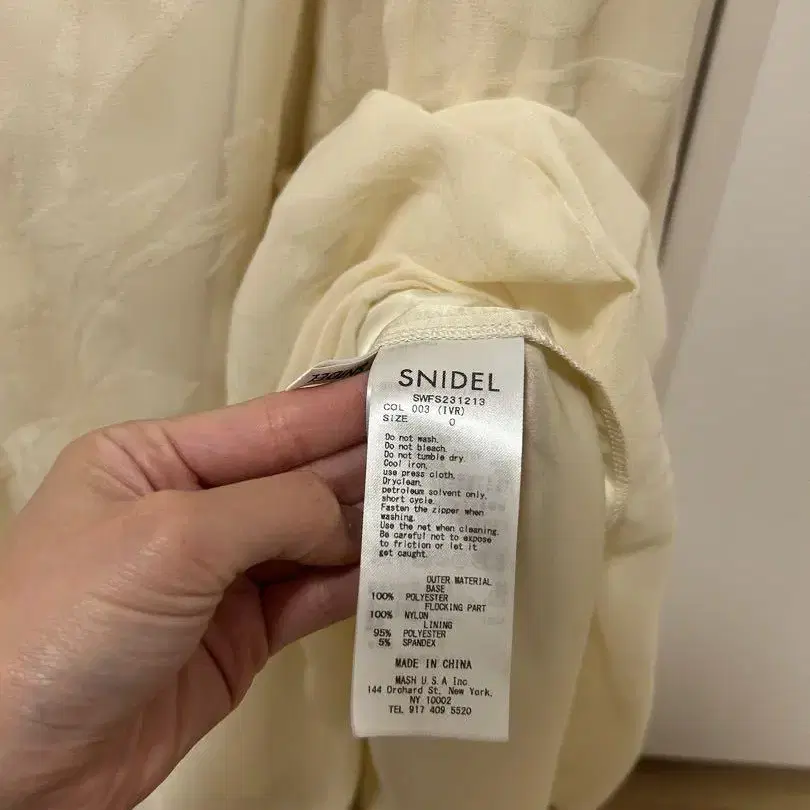 SNIDEL
SWFS231213
COL 003 (IVR)
SIZE 0
Do not wash.
Do not bleach.
Do not tumble dry.
Cool iron,
use press cloth.
Dryclean,
petroleum solvent only,
short cycle.
Fasten the zipper when
washing.
Use the net when cleaning.
Be careful not to expose
to friction or let it
get caught.
OUTER MATERIAL
BASE
100% POLYESTER
FLOCKING PART
100% NYLON
LINING
95% POLYESTER
5% SPANDEX
MADE IN CHINA
MASH U.S.A Inc
144 Orchard St, New York,
NY 10002
TEL 917 409 5520